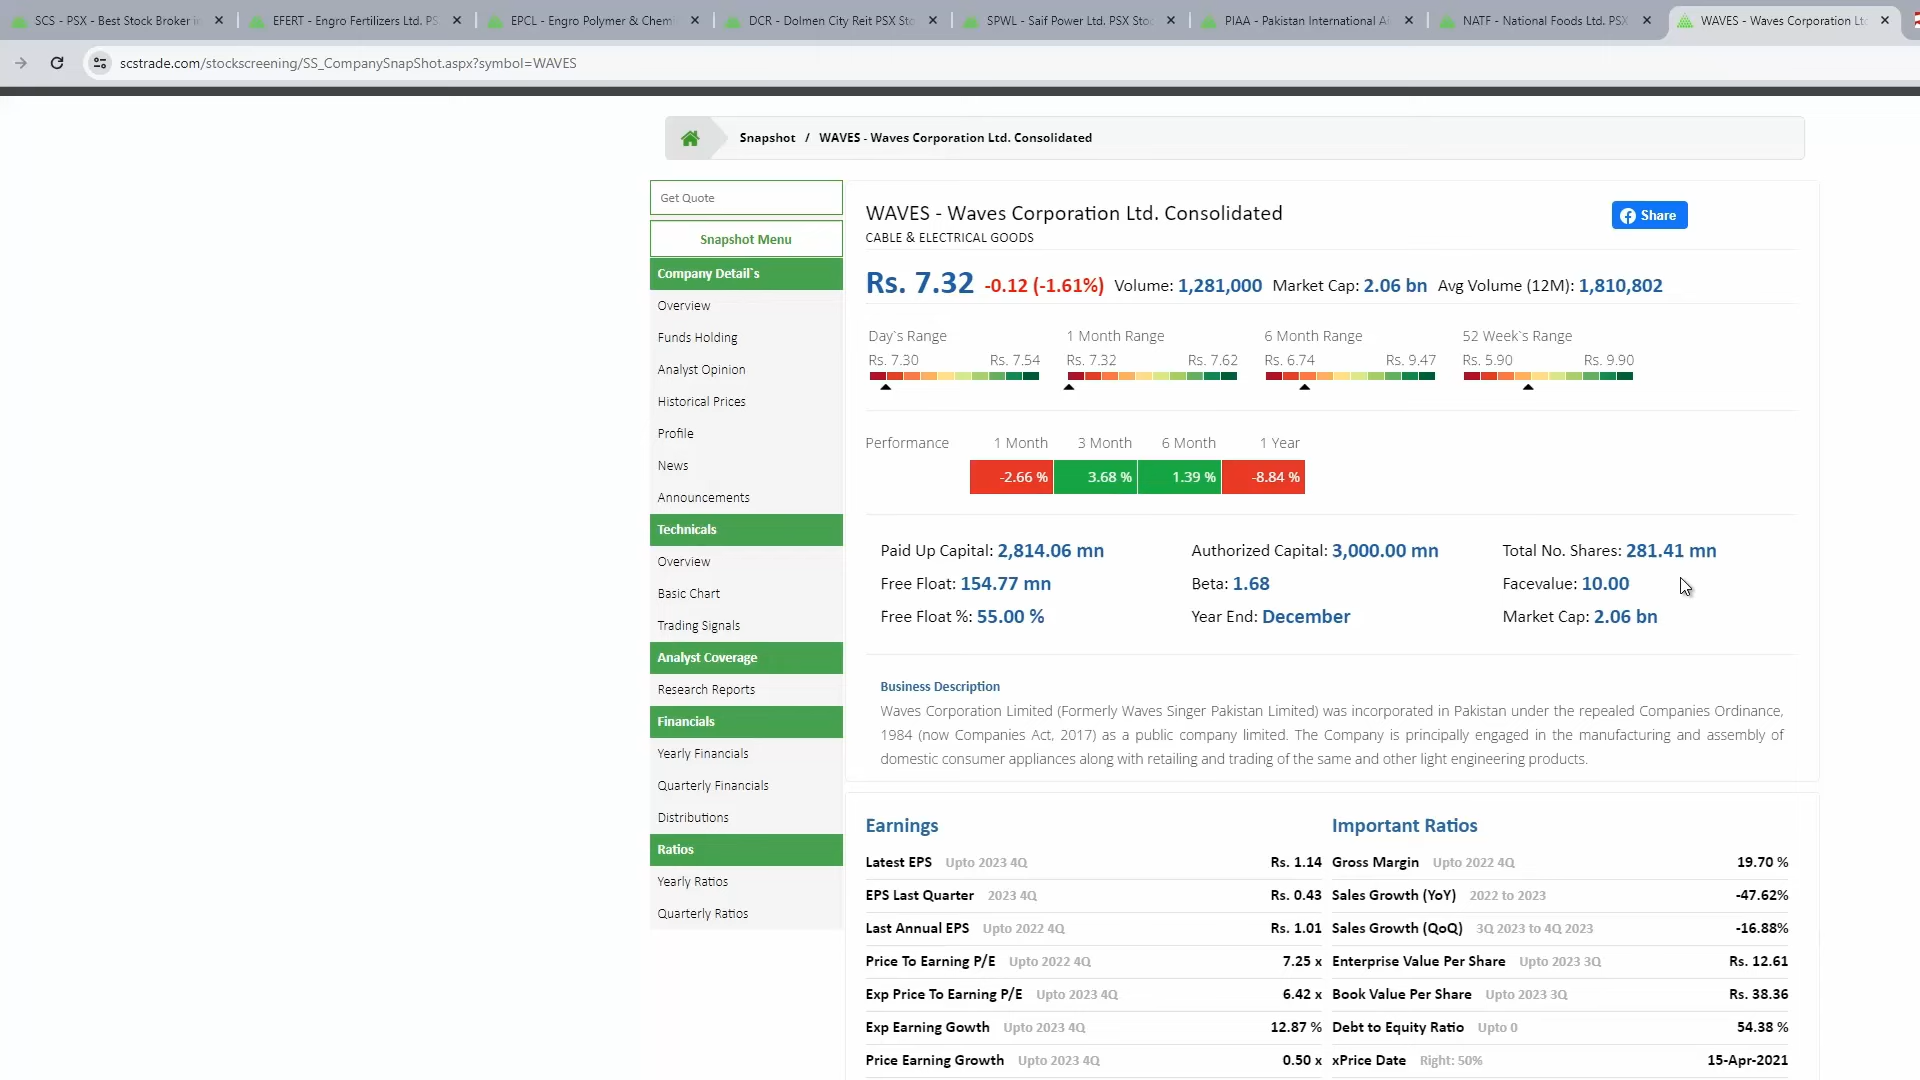 SCS - PSX - Best Stock Broker i
EFERT - Engro Fertilizers Ltd. PS
EPCL - Engro Polymer & Chemi
DCR - Dolmen City Reit PSX Sto
SPWL - Saif Power Ltd. PSX Stoc
PIAA - Pakistan International Ai
NATF - National Foods Ltd. PSX
WAVES - Waves Corporation Ltd
scstrade.com/stockscreening/SS_CompanySnapShot.aspx?symbol=WAVES
Snapshot / WAVES - Waves Corporation Ltd. Consolidated
Get Quote
Snapshot Menu
Company Detail`s
Overview
Funds Holding
Analyst Opinion
Historical Prices
Profile
News
Announcements
Technicals
Overview
Basic Chart
Trading Signals
Analyst Coverage
Research Reports
Financials
Yearly Financials
Quarterly Financials
Distributions
Ratios
Yearly Ratios
Quarterly Ratios
WAVES - Waves Corporation Ltd. Consolidated
Share
CABLE & ELECTRICAL GOODS
Rs. 7.32 -0.12 (-1.61%) Volume: 1,281,000 Market Cap: 2.06 bn Avg Volume (12M): 1,810,802
Day`s Range 1 Month Range 6 Month Range 52 Week`s Range
Rs. 7.30 Rs. 7.54 Rs. 7.32 Rs. 7.62 Rs. 6.74 Rs. 9.47 Rs. 5.90 Rs. 9.90
Performance 1 Month 3 Month 6 Month 1 Year
-2.66 % 3.68 % 1.39 % -8.84 %
Paid Up Capital: 2,814.06 mn Authorized Capital: 3,000.00 mn Total No. Shares: 281.41 mn
Free Float: 154.77 mn Beta: 1.68 Facevalue: 10.00
Free Float %: 55.00 % Year End: December Market Cap: 2.06 bn
Business Description
Waves Corporation Limited (Formerly Waves Singer Pakistan Limited) was incorporated in Pakistan under the repealed Companies Ordinance,
1984 (now Companies Act, 2017) as a public company limited. The Company is principally engaged in the manufacturing and assembly of
domestic consumer appliances along with retailing and trading of the same and other light engineering products.
Earnings
Latest EPS Upto 2023 4Q Rs. 1.14
EPS Last Quarter 2023 4Q Rs. 0.43
Last Annual EPS Upto 2022 4Q Rs. 1.01
Price To Earning P/E Upto 2022 4Q 7.25 x
Exp Price To Earning P/E Upto 2023 4Q 6.42 x
Exp Earning Gowth Upto 2023 4Q 12.87 %
Price Earning Growth Upto 2023 4Q 0.50 x
Important Ratios
Gross Margin Upto 2022 4Q 19.70 %
Sales Growth (YoY) 2022 to 2023 -47.62%
Sales Growth (QoQ) 3Q 2023 to 4Q 2023 -16.88%
Enterprise Value Per Share Upto 2023 3Q Rs. 12.61
Book Value Per Share Upto 2023 3Q Rs. 38.36
Debt to Equity Ratio Upto 0 54.38 %
xPrice Date Right: 50% 15-Apr-2021